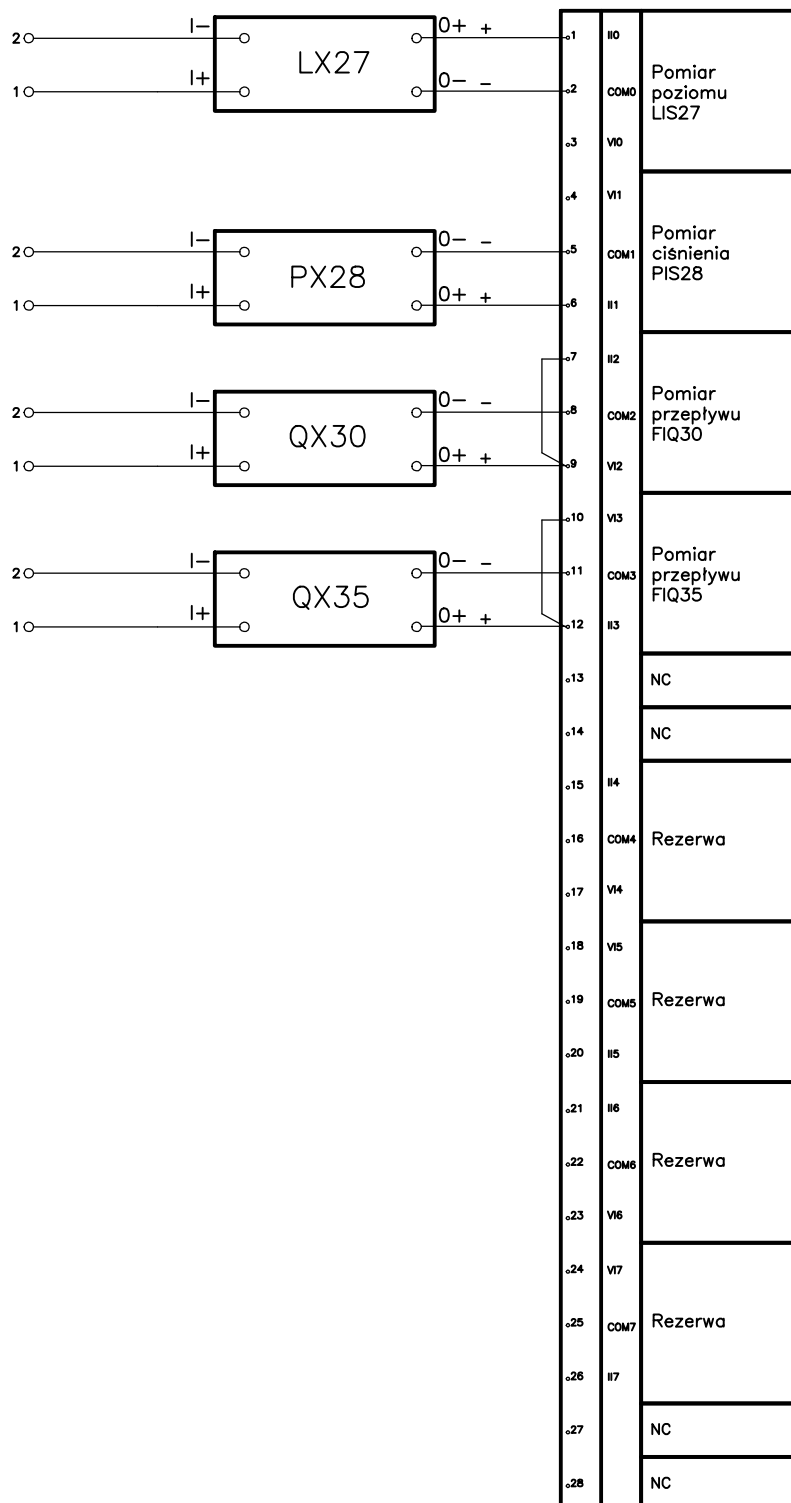 2 I- LX27 0+ + 1 II0
1 I+ 0- - 2 COM0
Pomiar
poziomu
LIS27
3 VI0
4 VI1
2 I- PX28 0- - 5 COM1
1 I+ 0+ + 6 II1
Pomiar
ciśnienia
PIS28
7 II2
2 I- QX30 0- - 8 COM2
1 I+ 0+ + 9 VI2
Pomiar
przepływu
FIQ30
10 VI3
2 I- QX35 0- - 11 COM3
1 I+ 0+ + 12 II3
Pomiar
przepływu
FIQ35
13 NC
14 NC
15 II4
16 COM4 Rezerwa
17 VI4
18 VI5
19 COM5 Rezerwa
20 II5
21 II6
22 COM6 Rezerwa
23 VI6
24 VI7
25 COM7 Rezerwa
26 II7
27 NC
28 NC